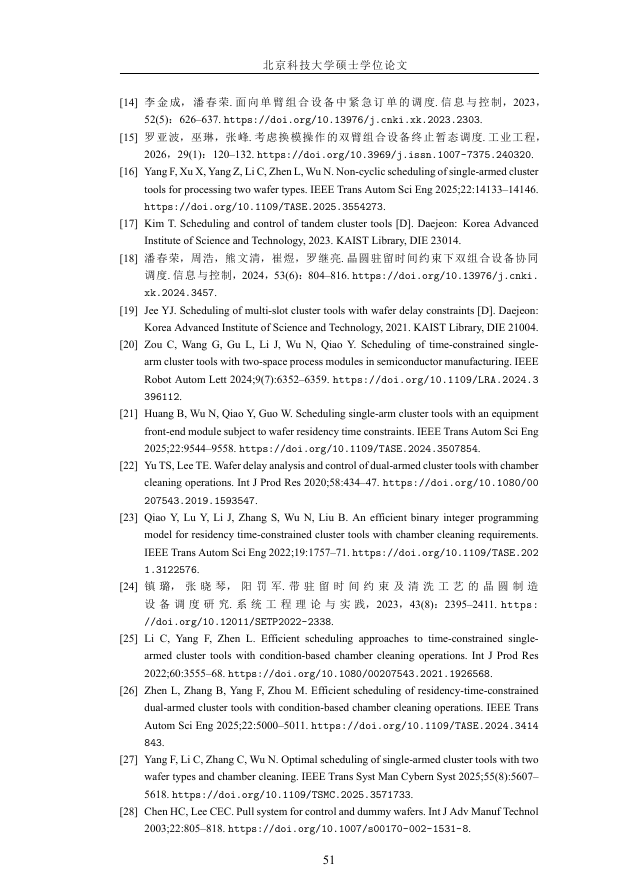 北京科技大学硕士学位论文
[14] 李金成，潘春荣. 面向单臂组合设备中紧急订单的调度. 信息与控制，2023，
52(5)：626–637. https://doi.org/10.13976/j.cnki.xk.2023.2303.
[15] 罗亚波，巫琳，张峰. 考虑换模操作的双臂组合设备终止暂态调度. 工业工程，
2026，29(1)：120–132. https://doi.org/10.3969/j.issn.1007-7375.240320.
[16] Yang F, Xu X, Yang Z, Li C, Zhen L, Wu N. Non-cyclic scheduling of single-armed cluster
tools for processing two wafer types. IEEE Trans Autom Sci Eng 2025;22:14133–14146.
https://doi.org/10.1109/TASE.2025.3554273.
[17] Kim T. Scheduling and control of tandem cluster tools [D]. Daejeon: Korea Advanced
Institute of Science and Technology, 2023. KAIST Library, DIE 23014.
[18] 潘春荣，周浩，熊文清，崔煜，罗继亮. 晶圆驻留时间约束下双组合设备协同
调度. 信息与控制，2024，53(6)：804–816. https://doi.org/10.13976/j.cnki.
xk.2024.3457.
[19] Jee YJ. Scheduling of multi-slot cluster tools with wafer delay constraints [D]. Daejeon:
Korea Advanced Institute of Science and Technology, 2021. KAIST Library, DIE 21004.
[20] Zou C, Wang G, Gu L, Li J, Wu N, Qiao Y. Scheduling of time-constrained single-
arm cluster tools with two-space process modules in semiconductor manufacturing. IEEE
Robot Autom Lett 2024;9(7):6352–6359. https://doi.org/10.1109/LRA.2024.3
396112.
[21] Huang B, Wu N, Qiao Y, Guo W. Scheduling single-arm cluster tools with an equipment
front-end module subject to wafer residency time constraints. IEEE Trans Autom Sci Eng
2025;22:9544–9558. https://doi.org/10.1109/TASE.2024.3507854.
[22] Yu TS, Lee TE. Wafer delay analysis and control of dual-armed cluster tools with chamber
cleaning operations. Int J Prod Res 2020;58:434–47. https://doi.org/10.1080/00
207543.2019.1593547.
[23] Qiao Y, Lu Y, Li J, Zhang S, Wu N, Liu B. An efficient binary integer programming
model for residency time-constrained cluster tools with chamber cleaning requirements.
IEEE Trans Autom Sci Eng 2022;19:1757–71. https://doi.org/10.1109/TASE.202
1.3122576.
[24] 镇璐，张晓琴，阳罚军. 带驻留时间约束及清洗工艺的晶圆制造
设备调度研究. 系统工程理论与实践，2023，43(8)：2395–2411. https:
//doi.org/10.12011/SETP2022-2338.
[25] Li C, Yang F, Zhen L. Efficient scheduling approaches to time-constrained single-
armed cluster tools with condition-based chamber cleaning operations. Int J Prod Res
2022;60:3555–68. https://doi.org/10.1080/00207543.2021.1926568.
[26] Zhen L, Zhang B, Yang F, Zhou M. Efficient scheduling of residency-time-constrained
dual-armed cluster tools with condition-based chamber cleaning operations. IEEE Trans
Autom Sci Eng 2025;22:5000–5011. https://doi.org/10.1109/TASE.2024.3414
843.
[27] Yang F, Li C, Zhang C, Wu N. Optimal scheduling of single-armed cluster tools with two
wafer types and chamber cleaning. IEEE Trans Syst Man Cybern Syst 2025;55(8):5607–
5618. https://doi.org/10.1109/TSMC.2025.3571733.
[28] Chen HC, Lee CEC. Pull system for control and dummy wafers. Int J Adv Manuf Technol
2003;22:805–818. https://doi.org/10.1007/s00170-002-1531-8.
51